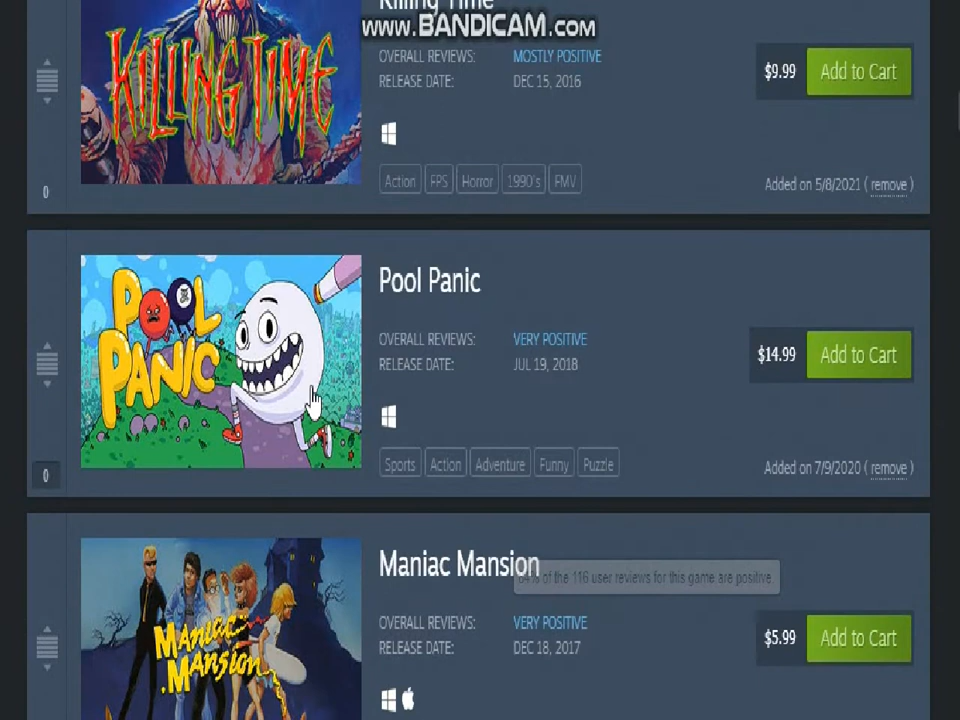 Killing Time
www.BANDICAM.com
KILLING TIME
OVERALL REVIEWS: MOSTLY POSITIVE
RELEASE DATE: DEC 15, 2016
$9.99 Add to Cart
Action FPS Horror 1990's FMV
0
Added on 5/8/2021 ( remove )
POOL PANIC
Pool Panic
OVERALL REVIEWS: VERY POSITIVE
RELEASE DATE: JUL 19, 2018
$14.99 Add to Cart
Sports Action Adventure Funny Puzzle
0
Added on 7/9/2020 ( remove )
MANIAC MANSION
Maniac Mansion
of the 116 user reviews for this game are positive.
OVERALL REVIEWS: VERY POSITIVE
RELEASE DATE: DEC 18, 2017
$5.99 Add to Cart